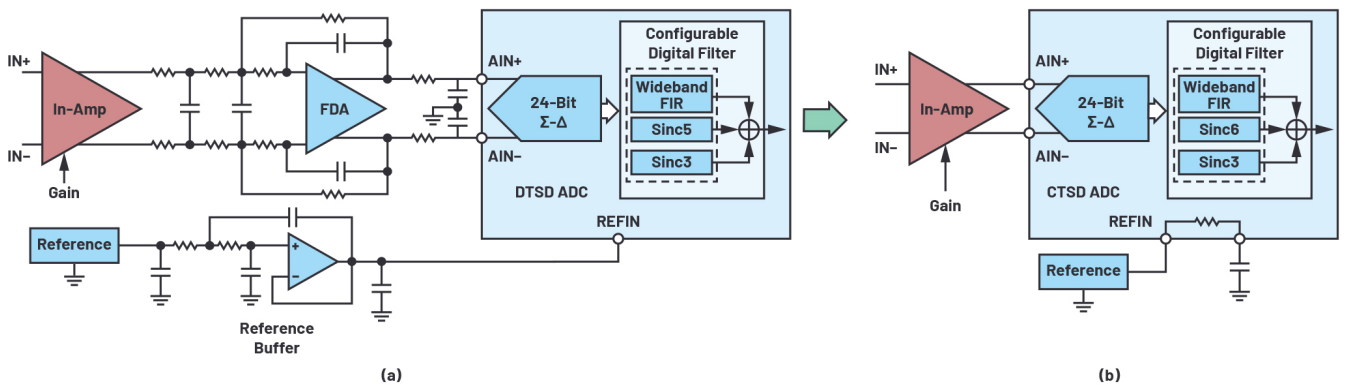 IN+
In-Amp
IN−
Gain
FDA
AIN+
24-Bit
Σ-Δ
AIN−
DTSD ADC
Configurable
Digital Filter
Wideband
FIR
Sinc5
Sinc3
REFIN
Reference
+
−
Reference
Buffer
(a)
IN+
In-Amp
IN−
Gain
AIN+
24-Bit
Σ-Δ
AIN−
CTSD ADC
Configurable
Digital Filter
Wideband
FIR
Sinc6
Sinc3
REFIN
Reference
(b)